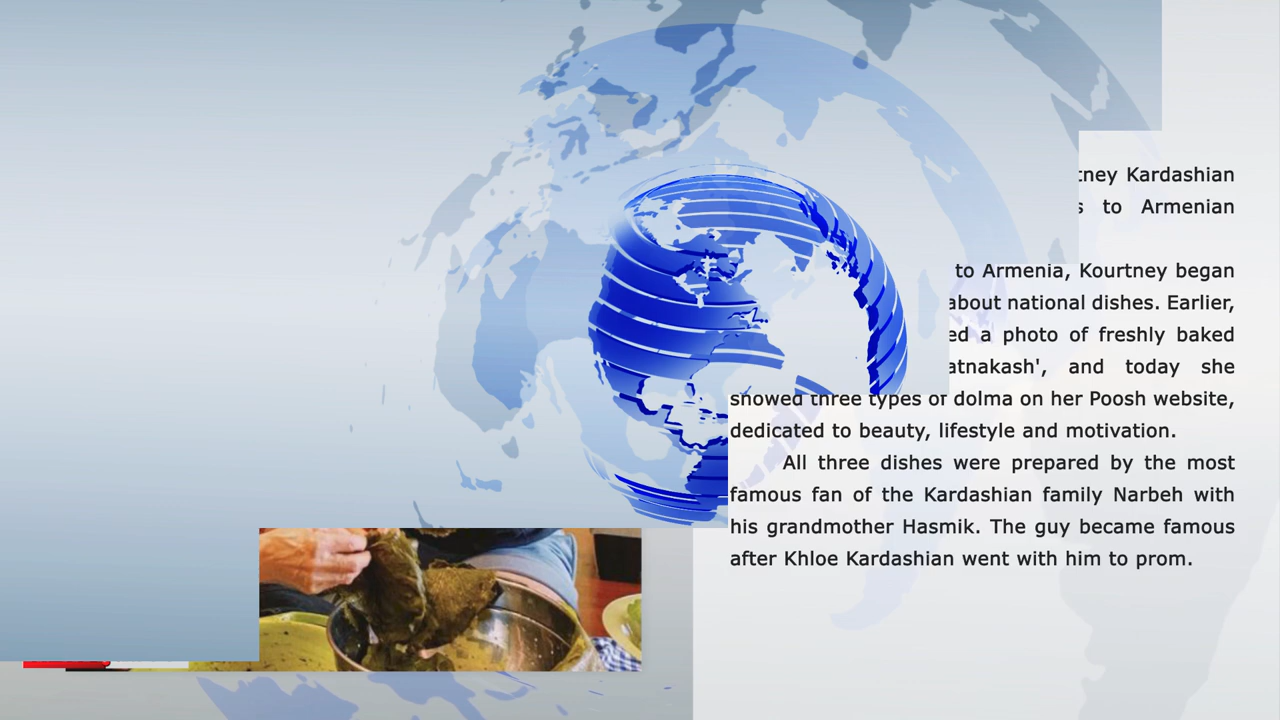 Kardashian
to Armenian
to Armenia, Kourtney began
about national dishes. Earlier,
a photo of freshly baked
and today she
showed three types of dolma on her Poosh website,
dedicated to beauty, lifestyle and motivation.
All three dishes were prepared by the most
famous fan of the Kardashian family Narbeh with
his grandmother Hasmik. The guy became famous
after Khloe Kardashian went with him to prom.